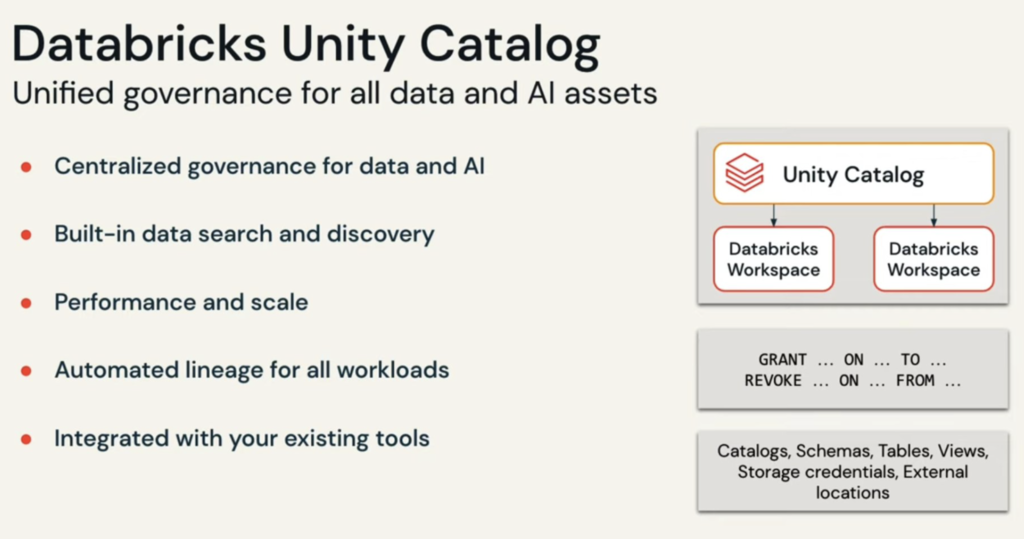 Databricks Unity Catalog
Unified governance for all data and AI assets
Centralized governance for data and AI
Built-in data search and discovery
Performance and scale
Automated lineage for all workloads
Integrated with your existing tools
Unity Catalog
Databricks
Workspace
Databricks
Workspace
GRANT ... ON ... TO ...
REVOKE ... ON ... FROM ...
Catalogs, Schemas, Tables, Views,
Storage credentials, External
locations